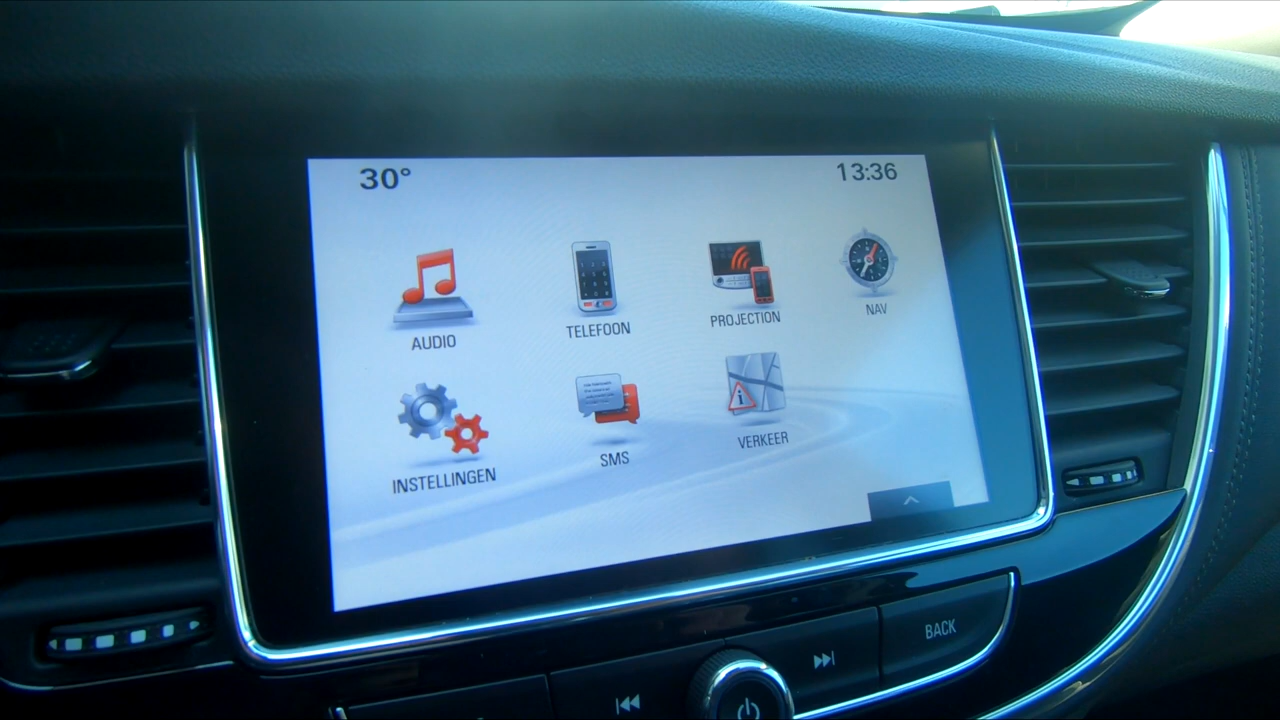 30° 13:36
AUDIO TELEFOON PROJECTION NAV
INSTELLINGEN SMS VERKEER
BACK